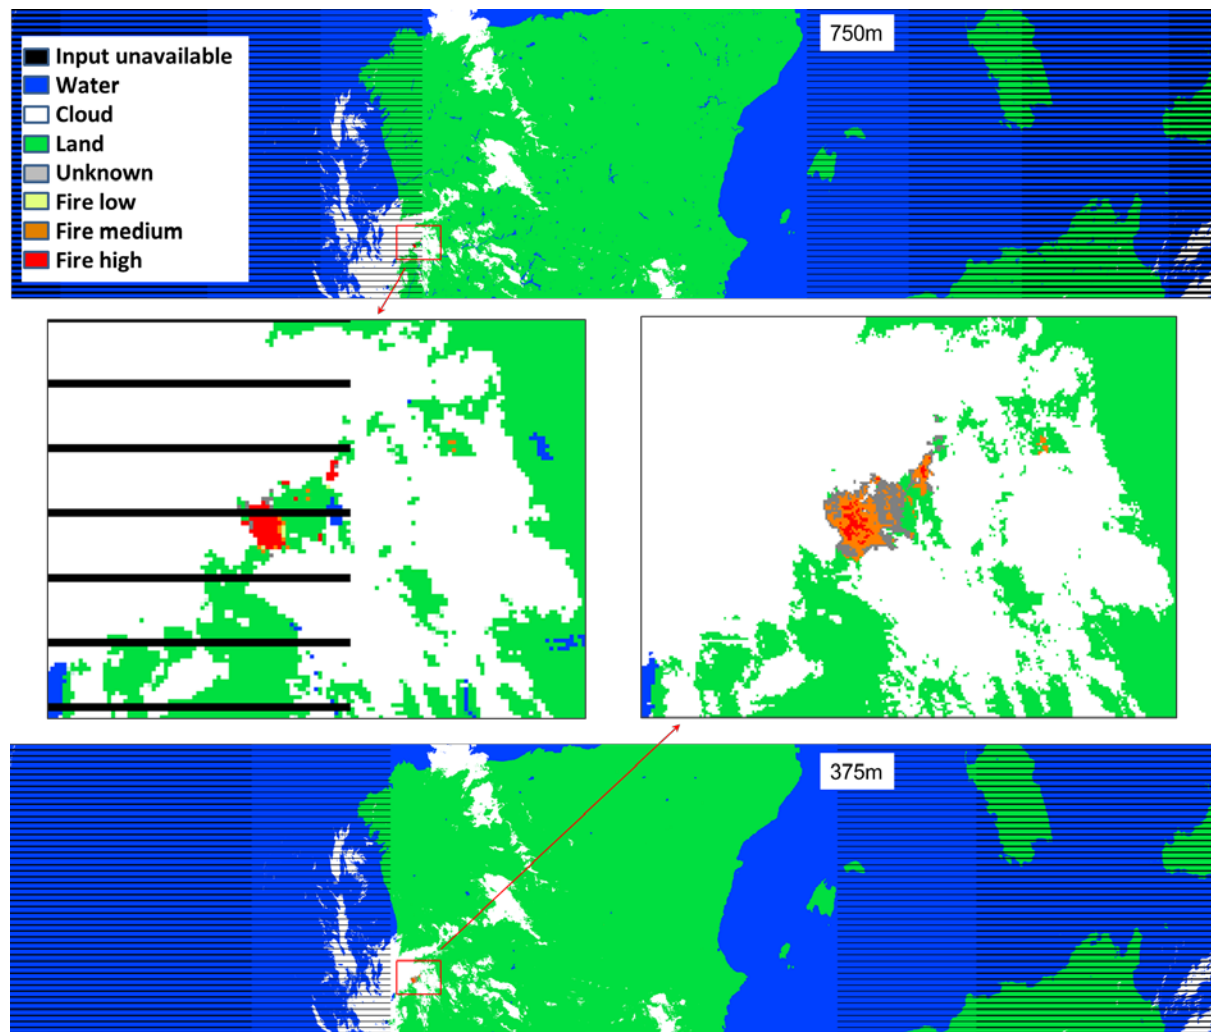 750m
Input unavailable
Water
Cloud
Land
Unknown
Fire low
Fire medium
Fire high
375m